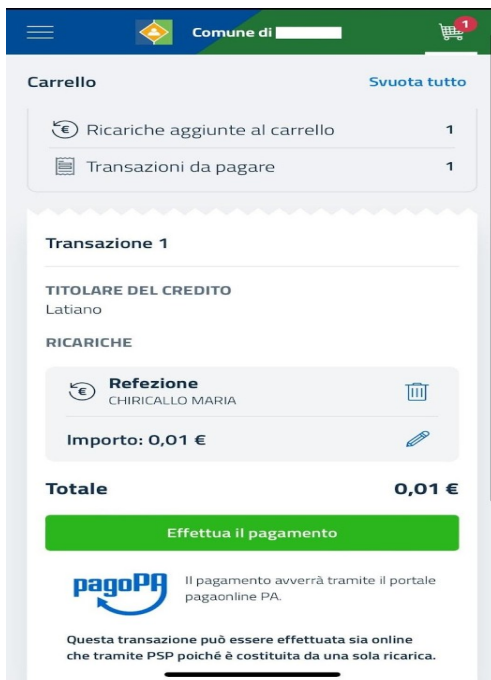 Comune di
1
Carrello
Svuota tutto
Ricariche aggiunte al carrello 1
Transazioni da pagare 1
Transazione 1
TITOLARE DEL CREDITO
Latiano
RICARICHE
Refezione
CHIRICALLO MARIA
Importo: 0,01 €
Totale 0,01 €
Effettua il pagamento
pagoPA
Il pagamento avverrà tramite il portale
pagaonline PA.
Questa transazione può essere effettuata sia online
che tramite PSP poiché è costituita da una sola ricarica.